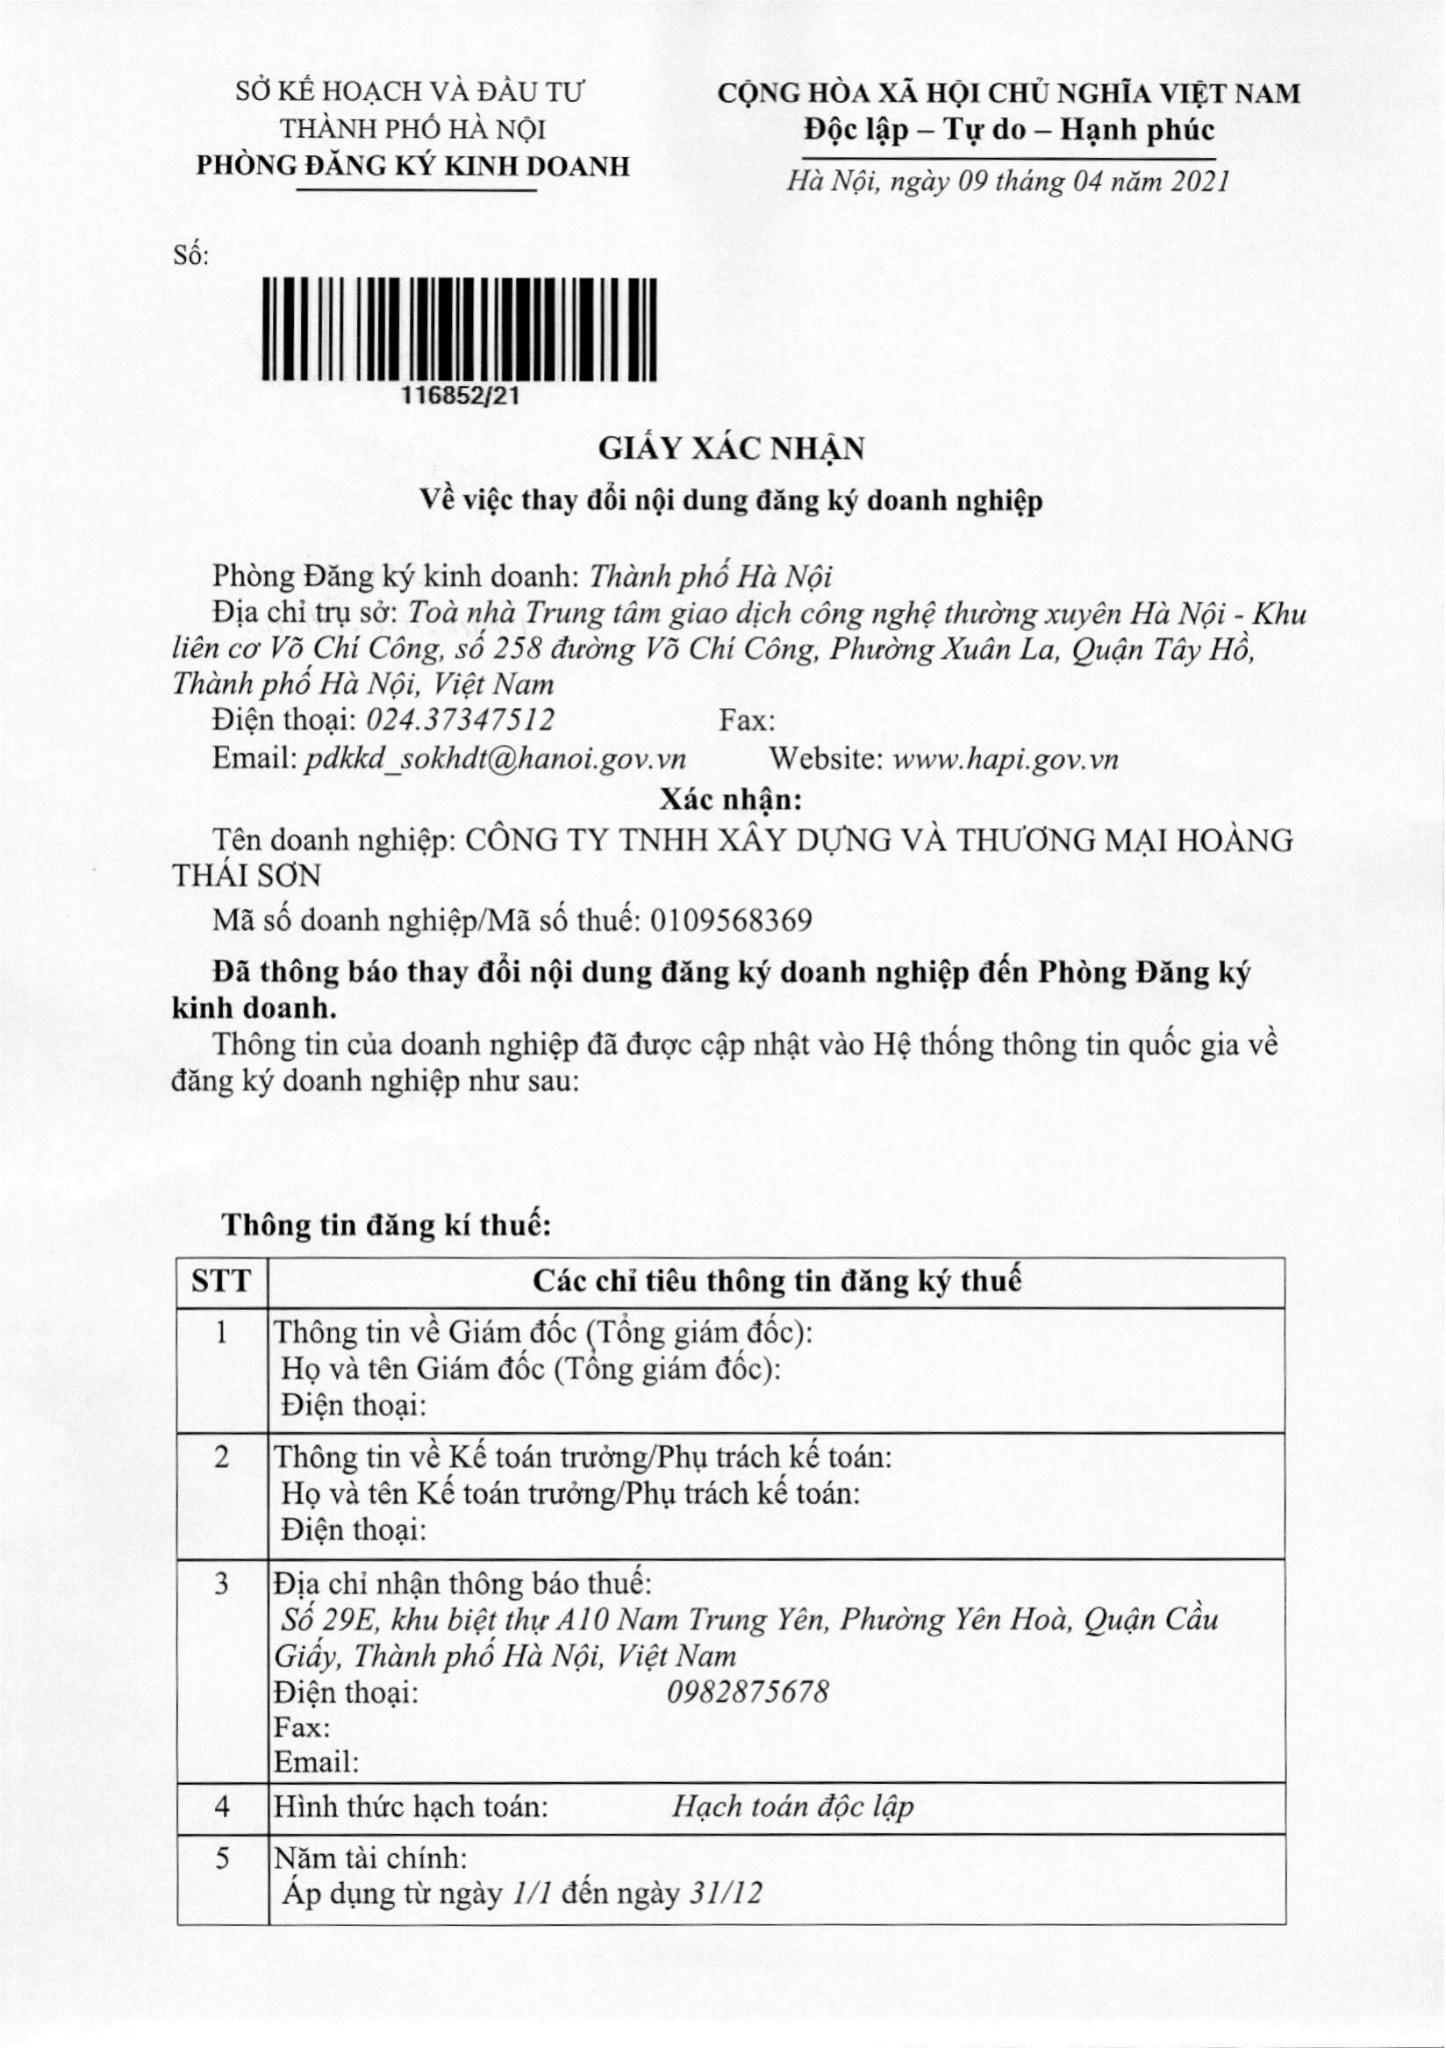 SỞ KẾ HOẠCH VÀ ĐẦU TƯ
THÀNH PHỐ HÀ NỘI
PHÒNG ĐĂNG KÝ KINH DOANH
CỘNG HÒA XÃ HỘI CHỦ NGHĨA VIỆT NAM
Độc lập – Tự do – Hạnh phúc
Hà Nội, ngày 09 tháng 04 năm 2021
Số:
116852/21
GIẤY XÁC NHẬN
Về việc thay đổi nội dung đăng ký doanh nghiệp
Phòng Đăng ký kinh doanh: Thành phố Hà Nội
Địa chỉ trụ sở: Toà nhà Trung tâm giao dịch công nghệ thường xuyên Hà Nội - Khu
liên cơ Võ Chí Công, số 258 đường Võ Chí Công, Phường Xuân La, Quận Tây Hồ,
Thành phố Hà Nội, Việt Nam
Điện thoại: 024.37347512 Fax:
Email: pdkkd_sokhdt@hanoi.gov.vn Website: www.hapi.gov.vn
Xác nhận:
Tên doanh nghiệp: CÔNG TY TNHH XÂY DỰNG VÀ THƯƠNG MẠI HOÀNG
THÁI SƠN
Mã số doanh nghiệp/Mã số thuế: 0109568369
Đã thông báo thay đổi nội dung đăng ký doanh nghiệp đến Phòng Đăng ký
kinh doanh.
Thông tin của doanh nghiệp đã được cập nhật vào Hệ thống thông tin quốc gia về
đăng ký doanh nghiệp như sau:
Thông tin đăng kí thuế:
STT Các chỉ tiêu thông tin đăng ký thuế
1 Thông tin về Giám đốc (Tổng giám đốc):
Họ và tên Giám đốc (Tổng giám đốc):
Điện thoại:
2 Thông tin về Kế toán trưởng/Phụ trách kế toán:
Họ và tên Kế toán trưởng/Phụ trách kế toán:
Điện thoại:
3 Địa chỉ nhận thông báo thuế:
Số 29E, khu biệt thự A10 Nam Trung Yên, Phường Yên Hoà, Quận Cầu
Giấy, Thành phố Hà Nội, Việt Nam
Điện thoại: 0982875678
Fax:
Email:
4 Hình thức hạch toán: Hạch toán độc lập
5 Năm tài chính:
Áp dụng từ ngày 1/1 đến ngày 31/12